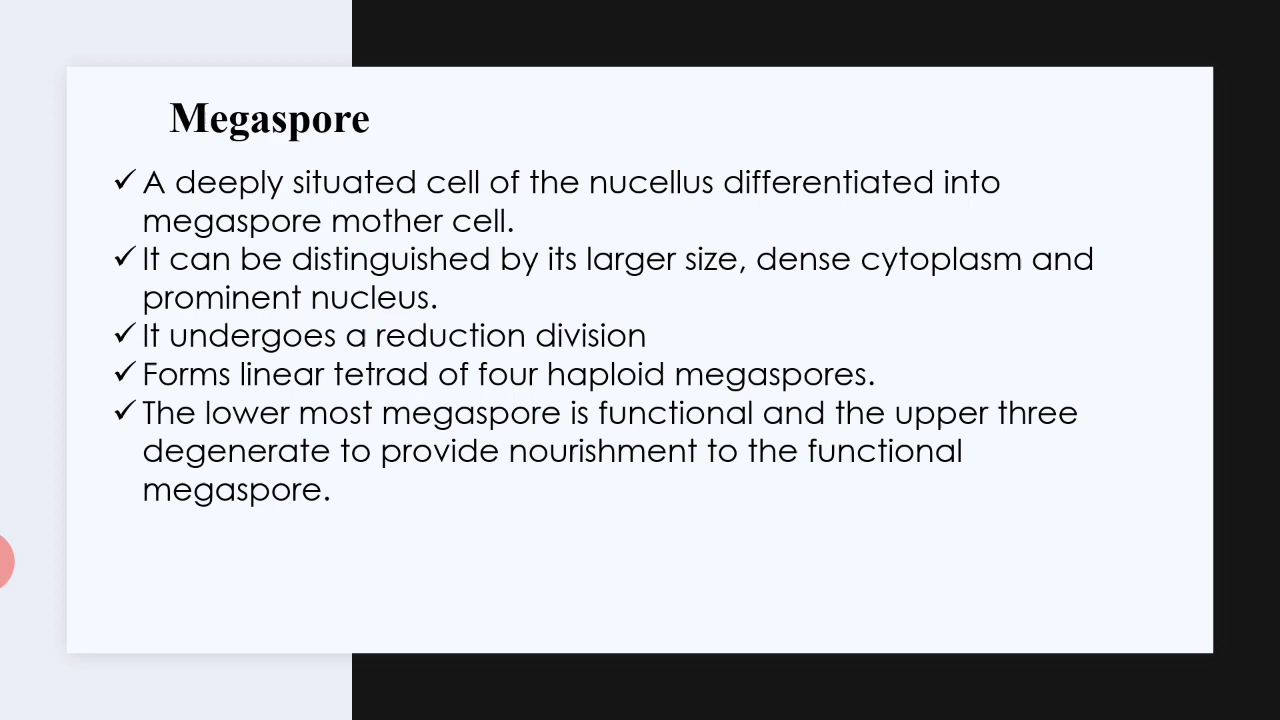 Megaspore
✓ A deeply situated cell of the nucellus differentiated into
megaspore mother cell.
✓ It can be distinguished by its larger size, dense cytoplasm and
prominent nucleus.
✓ It undergoes a reduction division
✓ Forms linear tetrad of four haploid megaspores.
✓ The lower most megaspore is functional and the upper three
degenerate to provide nourishment to the functional
megaspore.